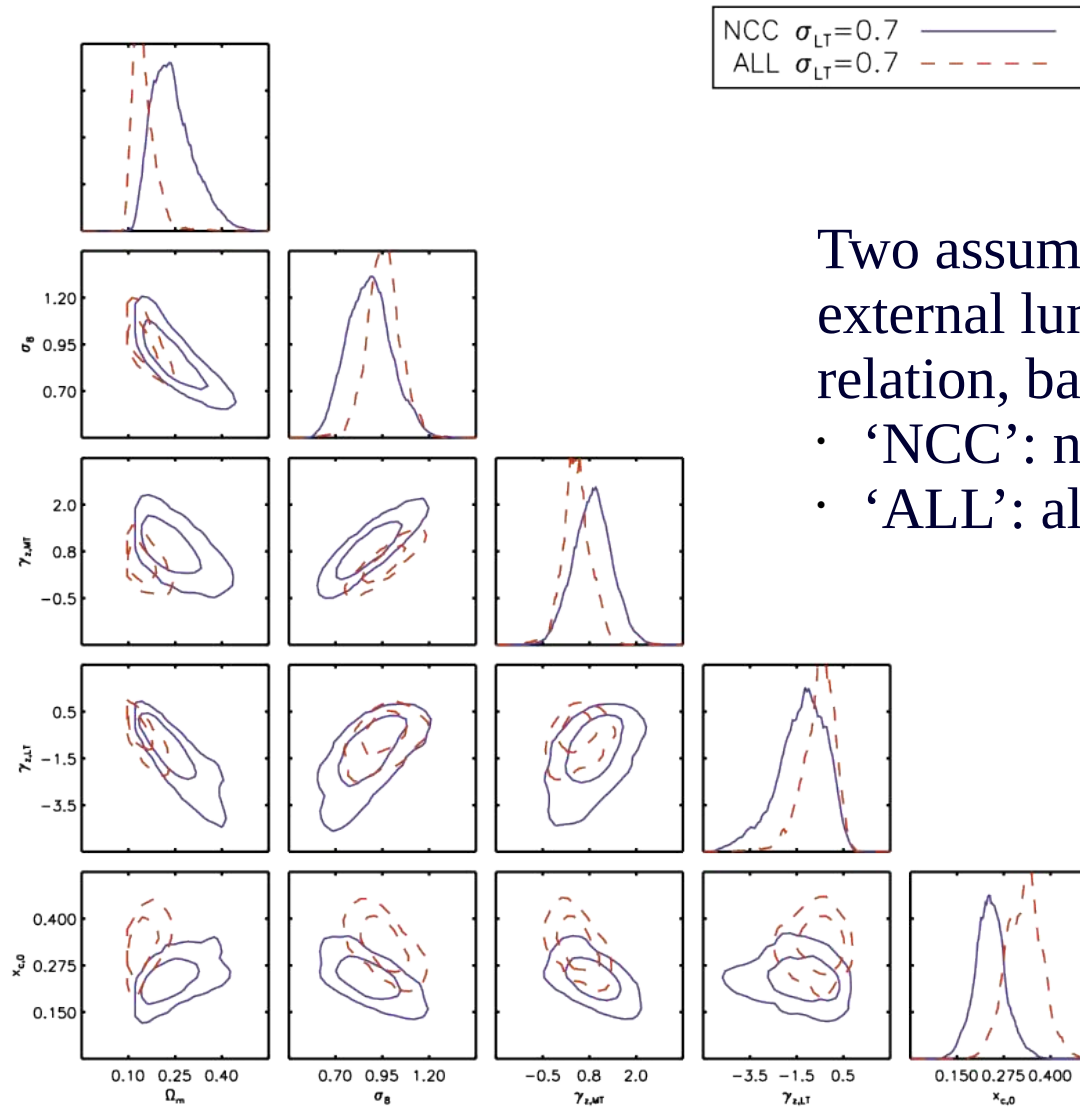 NCC σLT=0.7
ALL σLT=0.7
Two assum
external lun
relation, ba
· ‘NCC’: n
· ‘ALL’: al
1.20
0.95
0.70
σ8
2.0
0.8
−0.5
γz,MT
0.5
−1.5
−3.5
γz,LT
0.400
0.275
0.150
xc,0
0.10 0.25 0.40
Ωm
0.70 0.95 1.20
σ8
−0.5 0.8 2.0
γz,MT
−3.5 −1.5 0.5
γz,LT
0.150 0.275 0.400
xc,0